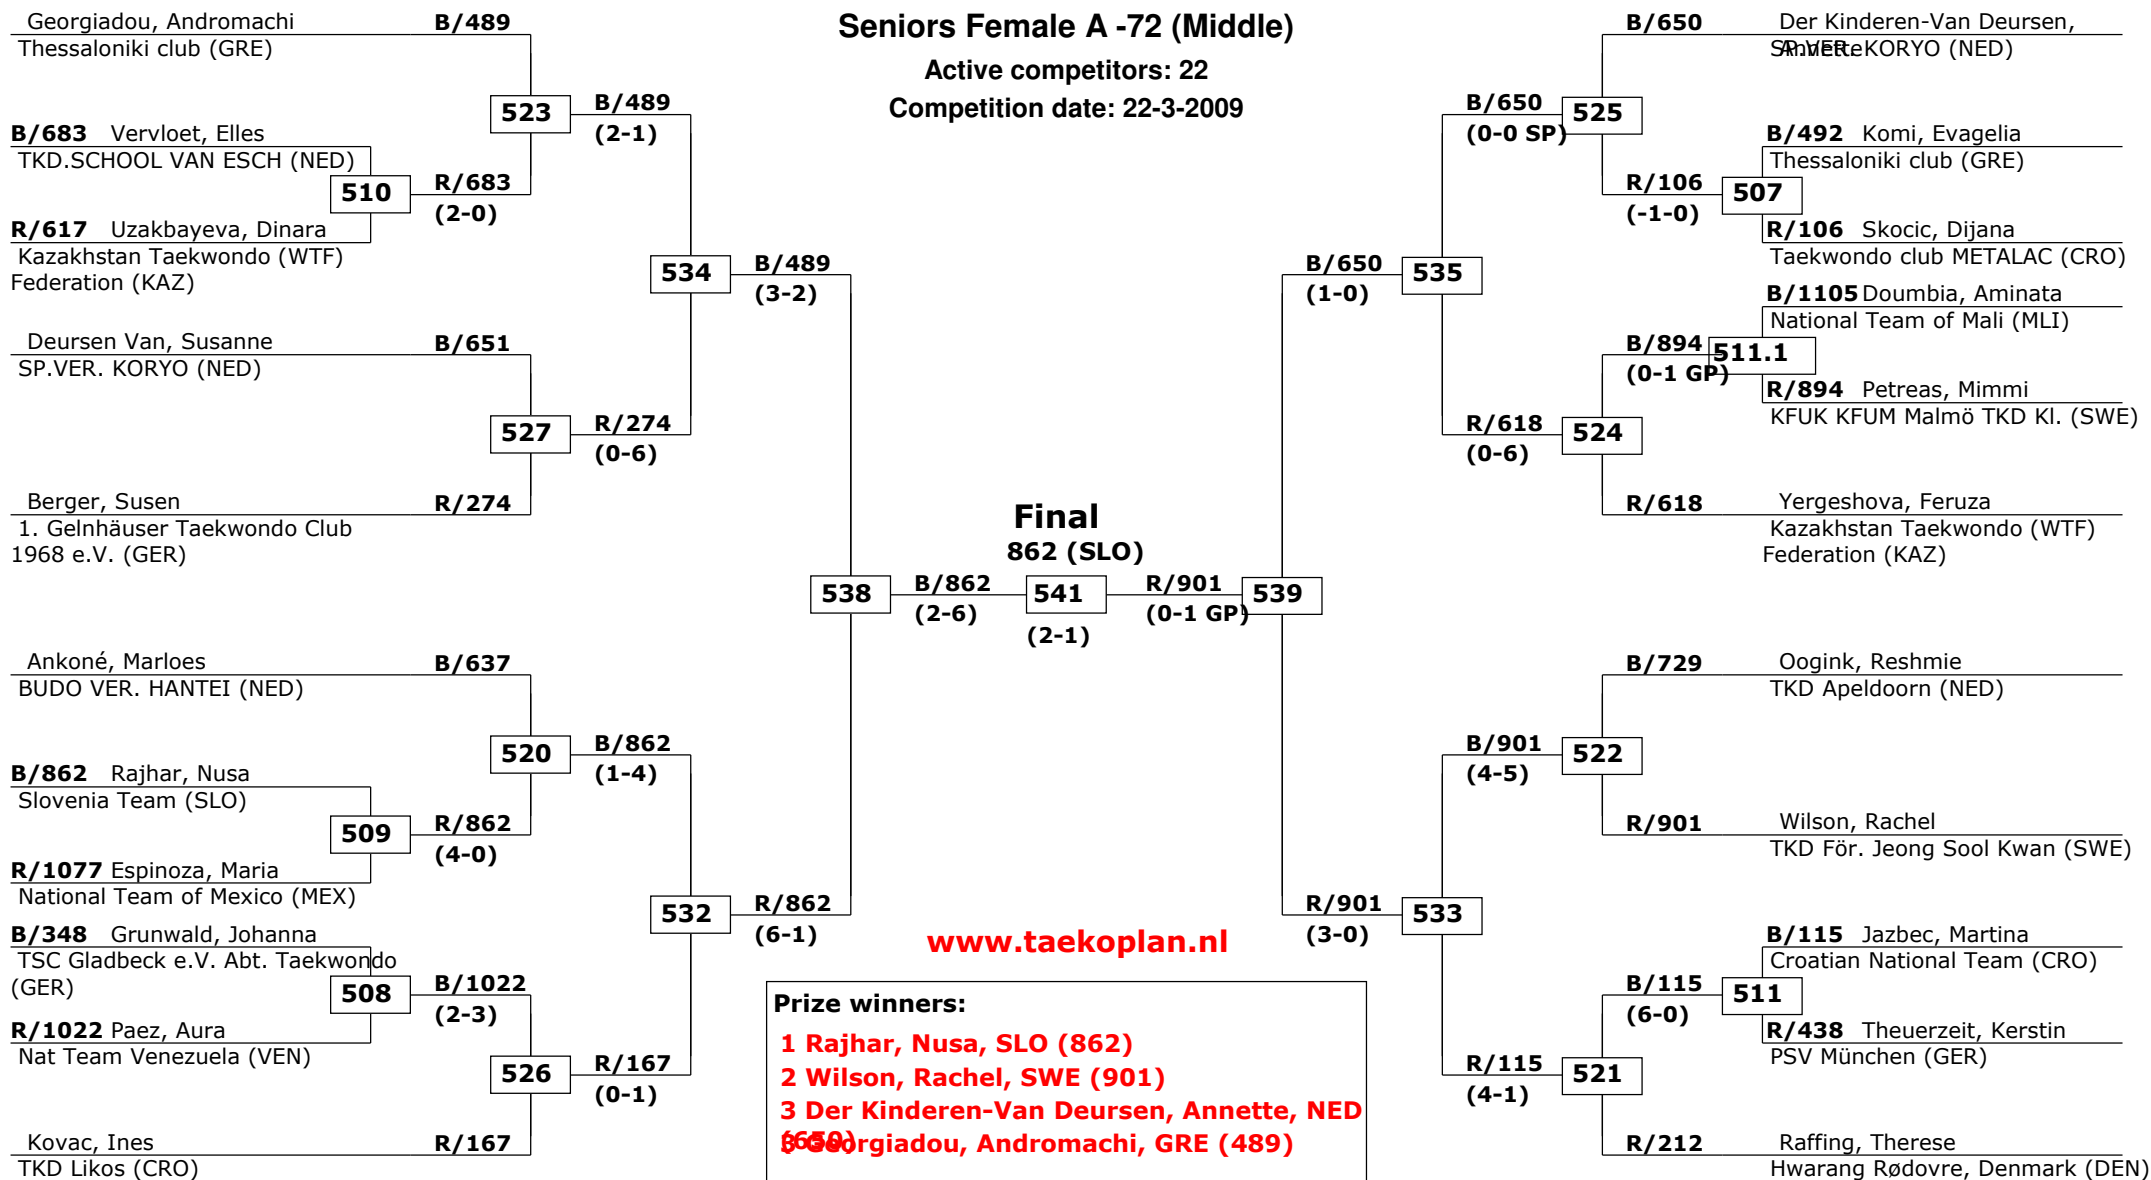 Seniors Female A -72 (Middle)
Active competitors: 22
Competition date: 22-3-2009
Georgiadou, Andromachi
B/489
Thessaloniki club (GRE)
523
B/489
(2-1)
B/683 Vervloet, Elles
TKD.SCHOOL VAN ESCH (NED)
510
R/683
(2-0)
R/617 Uzakbayeva, Dinara
Kazakhstan Taekwondo (WTF)
Federation (KAZ)
534
B/489
(3-2)
Deursen Van, Susanne
B/651
SP.VER. KORYO (NED)
527
R/274
(0-6)
Berger, Susen
R/274
1. Gelnhäuser Taekwondo Club
1968 e.V. (GER)
538
B/862
(2-6)
Ankoné, Marloes
B/637
BUDO VER. HANTEI (NED)
520
B/862
(1-4)
B/862 Rajhar, Nusa
Slovenia Team (SLO)
509
R/862
(4-0)
R/1077 Espinoza, Maria
National Team of Mexico (MEX)
532
R/862
(6-1)
B/348 Grunwald, Johanna
TSC Gladbeck e.V. Abt. Taekwondo
(GER)
508
B/1022
(2-3)
R/1022 Paez, Aura
Nat Team Venezuela (VEN)
526
R/167
(0-1)
Kovac, Ines
R/167
TKD Likos (CRO)
Final
862 (SLO)
541
(2-1)
B/650
Der Kinderen-Van Deursen,
Annette
SP.VER. KORYO (NED)
B/650
(0-0 SP)
525
B/492 Komi, Evagelia
Thessaloniki club (GRE)
R/106
(-1-0)
507
R/106 Skocic, Dijana
Taekwondo club METALAC (CRO)
B/650
(1-0)
535
B/1105 Doumbia, Aminata
National Team of Mali (MLI)
B/894
(0-1 GP)
511.1
R/894 Petreas, Mimmi
KFUK KFUM Malmö TKD Kl. (SWE)
R/618
(0-6)
524
R/618
Yergeshova, Feruza
Kazakhstan Taekwondo (WTF)
Federation (KAZ)
R/901
(0-1 GP)
539
B/729
Oogink, Reshmie
TKD Apeldoorn (NED)
B/901
(4-5)
522
R/901
Wilson, Rachel
TKD För. Jeong Sool Kwan (SWE)
R/901
(3-0)
533
B/115 Jazbec, Martina
Croatian National Team (CRO)
B/115
(6-0)
511
R/438 Theuerzeit, Kerstin
PSV München (GER)
R/115
(4-1)
521
R/212
Raffing, Therese
Hwarang Rødovre, Denmark (DEN)
www.taekoplan.nl
Prize winners:
1 Rajhar, Nusa, SLO (862)
2 Wilson, Rachel, SWE (901)
3 Der Kinderen-Van Deursen, Annette, NED
(650)
3 Georgiadou, Andromachi, GRE (489)